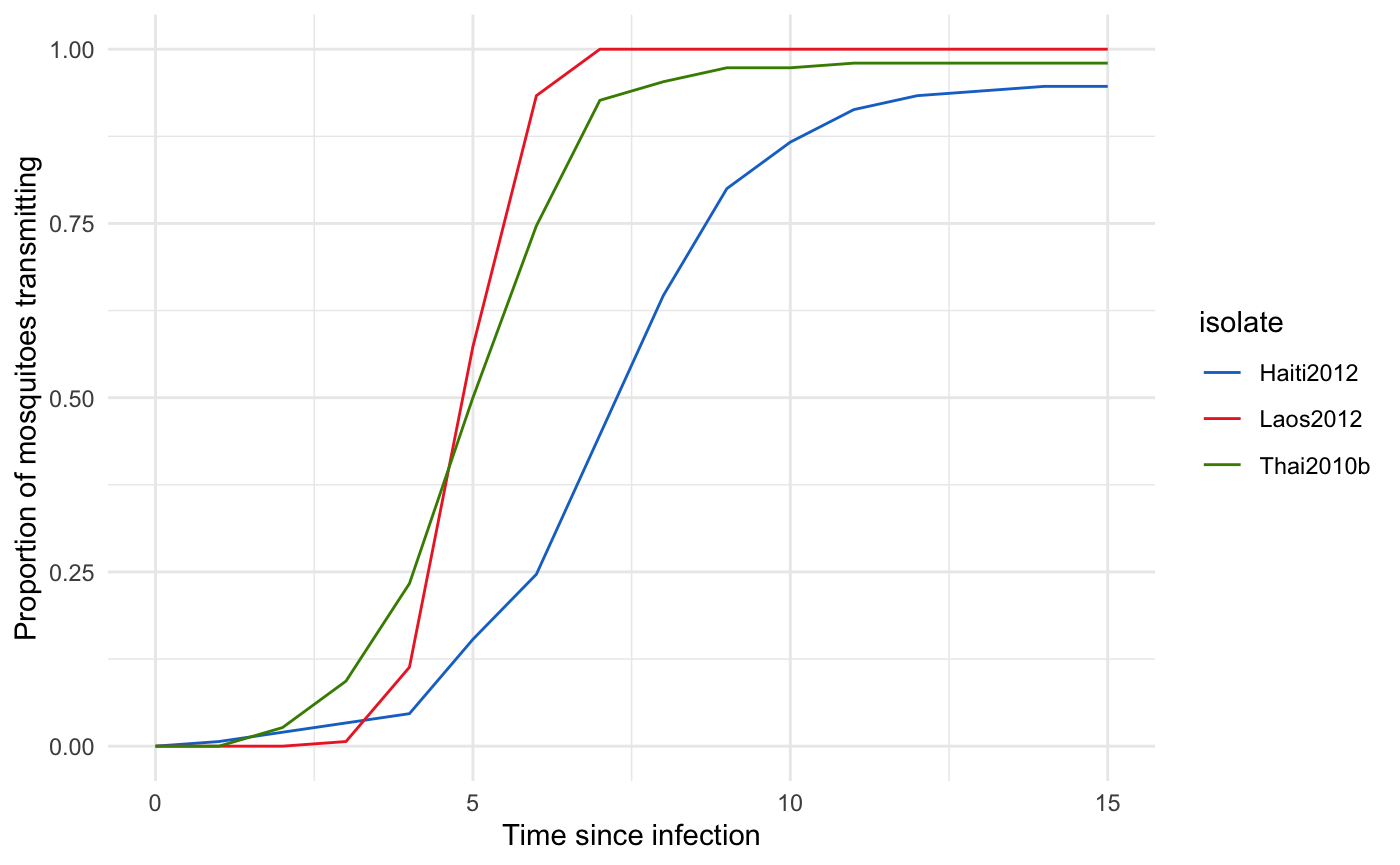 1.00
0.75
0.50
0.25
0.00
Proportion of mosquitoes transmitting
0 5 10 15
Time since infection
isolate
Haiti2012
Laos2012
Thai2010b